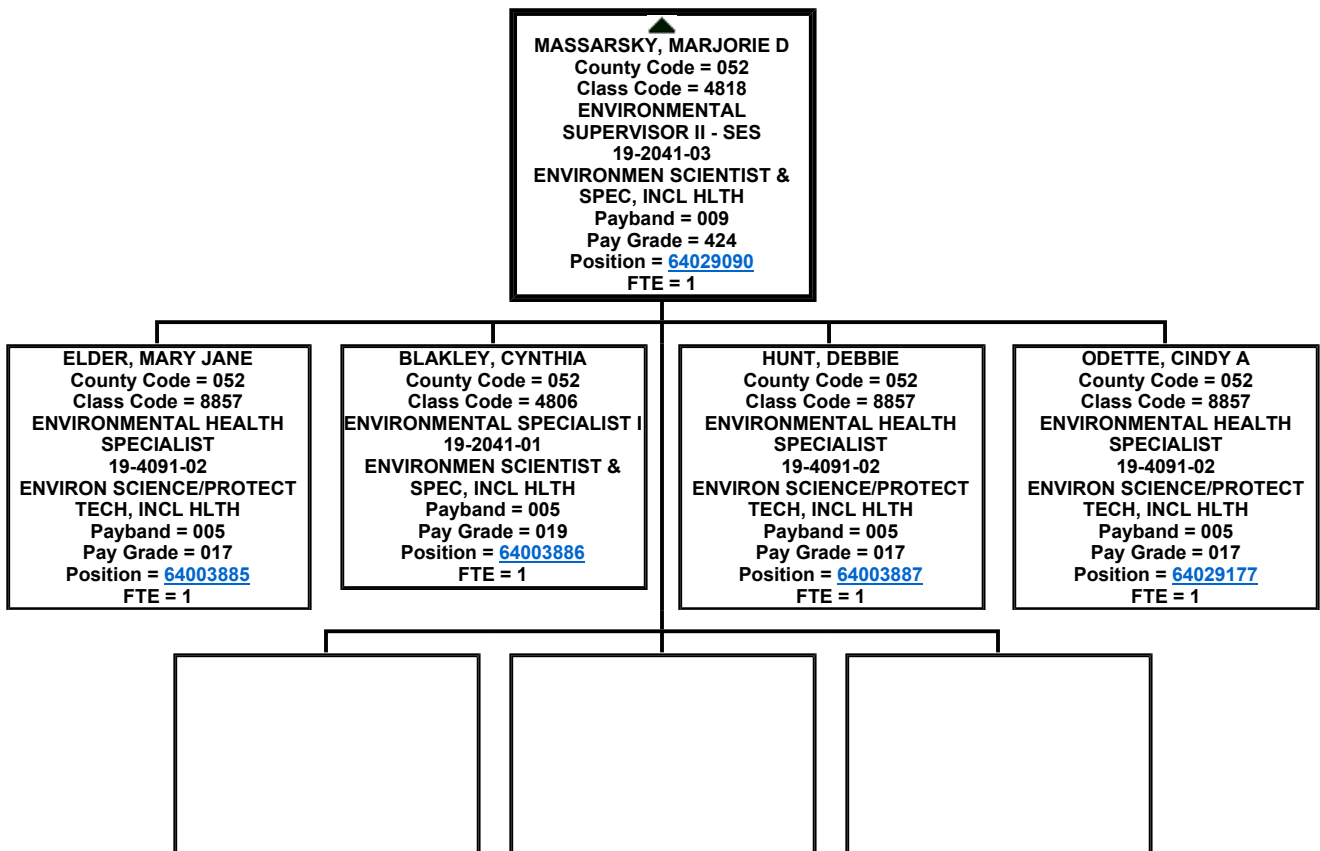 MASSARSKY, MARJORIE D
County Code = 052
Class Code = 4818
ENVIRONMENTAL
SUPERVISOR II - SES
19-2041-03
ENVIRONMEN SCIENTIST &
SPEC, INCL HLTH
Payband = 009
Pay Grade = 424
Position = 64029090
FTE = 1
ELDER, MARY JANE
County Code = 052
Class Code = 8857
ENVIRONMENTAL HEALTH
SPECIALIST
19-4091-02
ENVIRON SCIENCE/PROTECT
TECH, INCL HLTH
Payband = 005
Pay Grade = 017
Position = 64003885
FTE = 1
BLAKLEY, CYNTHIA
County Code = 052
Class Code = 4806
ENVIRONMENTAL SPECIALIST I
19-2041-01
ENVIRONMEN SCIENTIST &
SPEC, INCL HLTH
Payband = 005
Pay Grade = 019
Position = 64003886
FTE = 1
HUNT, DEBBIE
County Code = 052
Class Code = 8857
ENVIRONMENTAL HEALTH
SPECIALIST
19-4091-02
ENVIRON SCIENCE/PROTECT
TECH, INCL HLTH
Payband = 005
Pay Grade = 017
Position = 64003887
FTE = 1
ODETTE, CINDY A
County Code = 052
Class Code = 8857
ENVIRONMENTAL HEALTH
SPECIALIST
19-4091-02
ENVIRON SCIENCE/PROTECT
TECH, INCL HLTH
Payband = 005
Pay Grade = 017
Position = 64029177
FTE = 1